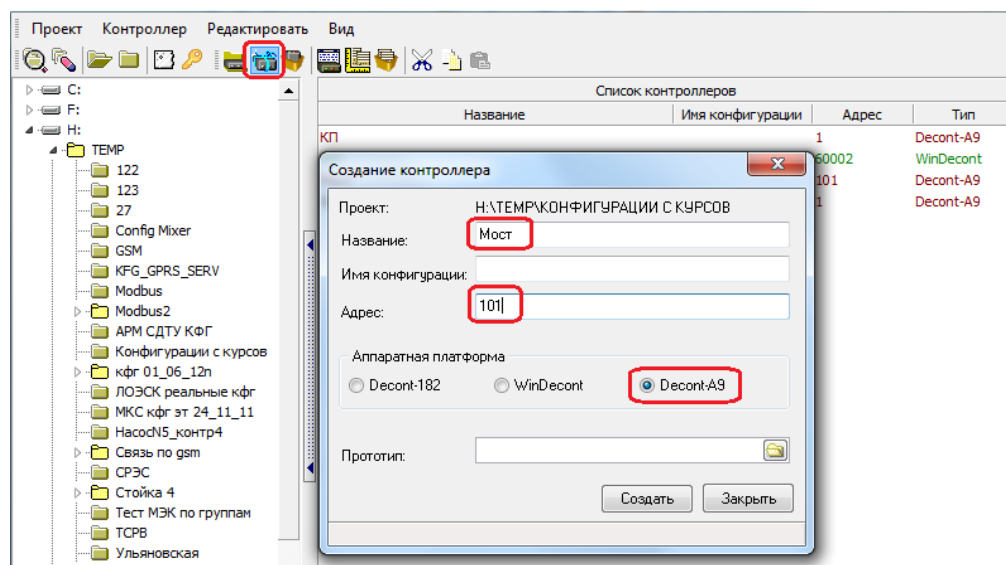 Проект Контроллер Редактировать Вид
C:
F:
H:
TEMP
122
123
27
Config Mixer
GSM
KFG_GPRS_SERV
Modbus
Modbus2
АРМ СДТУ КФГ
Конфигурации с курсов
кфг 01_06_12п
ЛОЭСК реальные кфг
МКС кфг эт 24_11_11
НасосN5_контр4
Связь по gsm
СРЭС
Стойка 4
Тест МЭК по группам
ТСРВ
Ульяновская
Список контроллеров
Название Имя конфигурации Адрес Тип
КП 1 Decont-A9
60002 WinDecont
101 Decont-A9
1 Decont-A9
Создание контроллера
Проект: H:\TEMP\КОНФИГУРАЦИИ С КУРСОВ
Название: Мост
Имя конфигурации:
Адрес: 101
Аппаратная платформа
Decont-182 WinDecont Decont-A9
Прототип:
Создать Закрыть